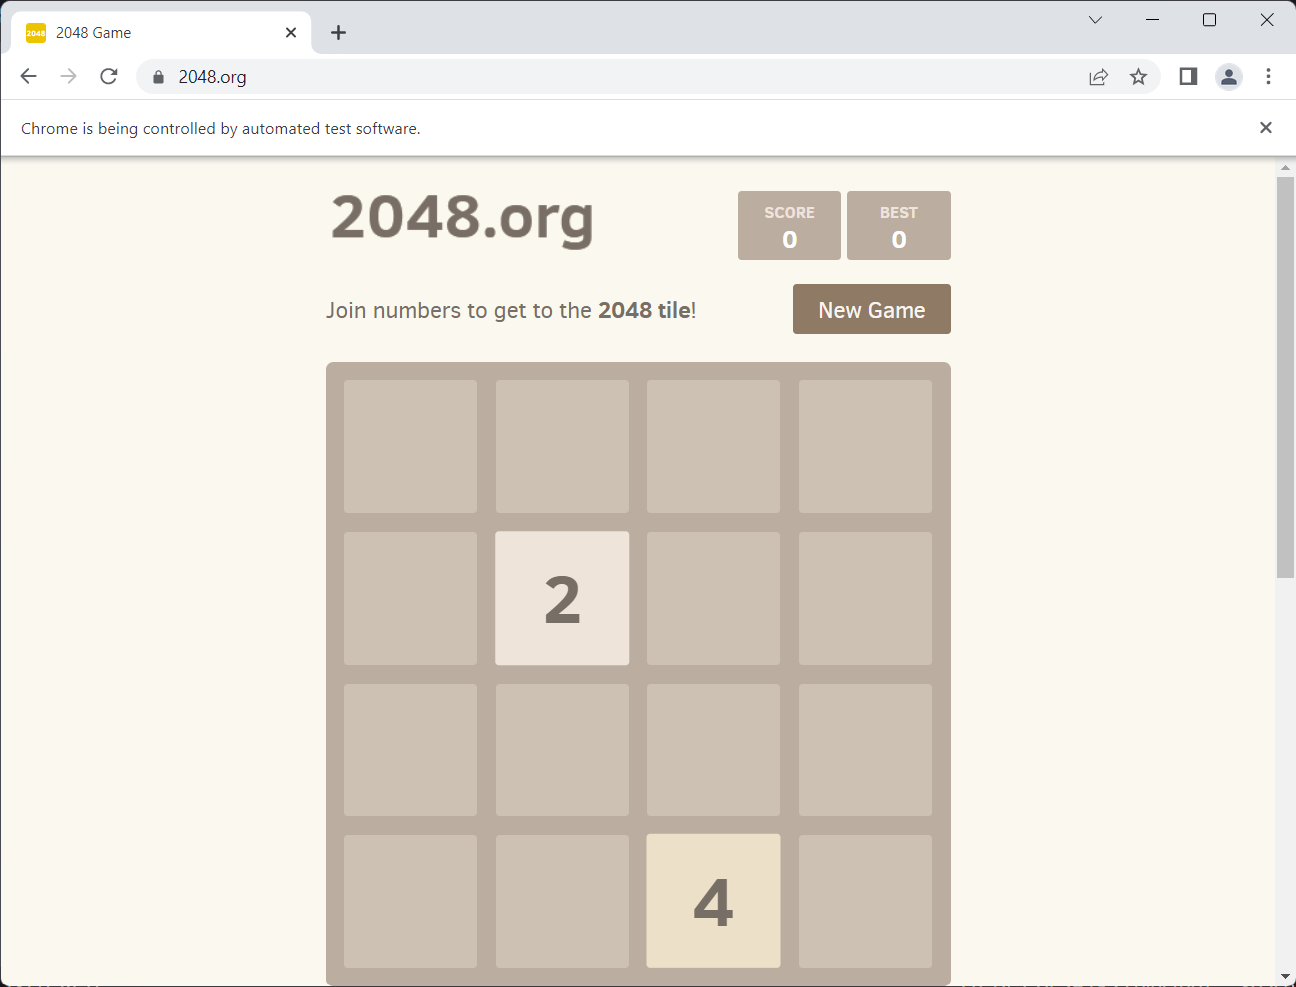 2048
2048 Game
2048.org
Chrome is being controlled by automated test software.
2048.org
SCORE
0
BEST
0
Join numbers to get to the 2048 tile!
New Game
2
4